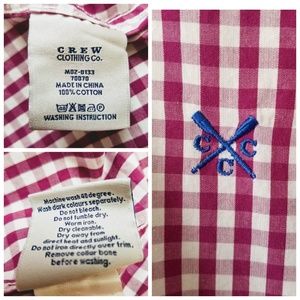 CREW
CLOTHING Co.
MDZ-0133
70070
MADE IN CHINA
100% COTTON
WASHING INSTRUCTION
Machine wash 40 degree.
Wash dark colours separately.
Do not bleach.
Do not tumble dry.
Warm iron.
Dry cleanable.
Dry away from
direct heat and sunlight.
Do not iron directly over trim.
Remove collar bone
before washing.
C C
C